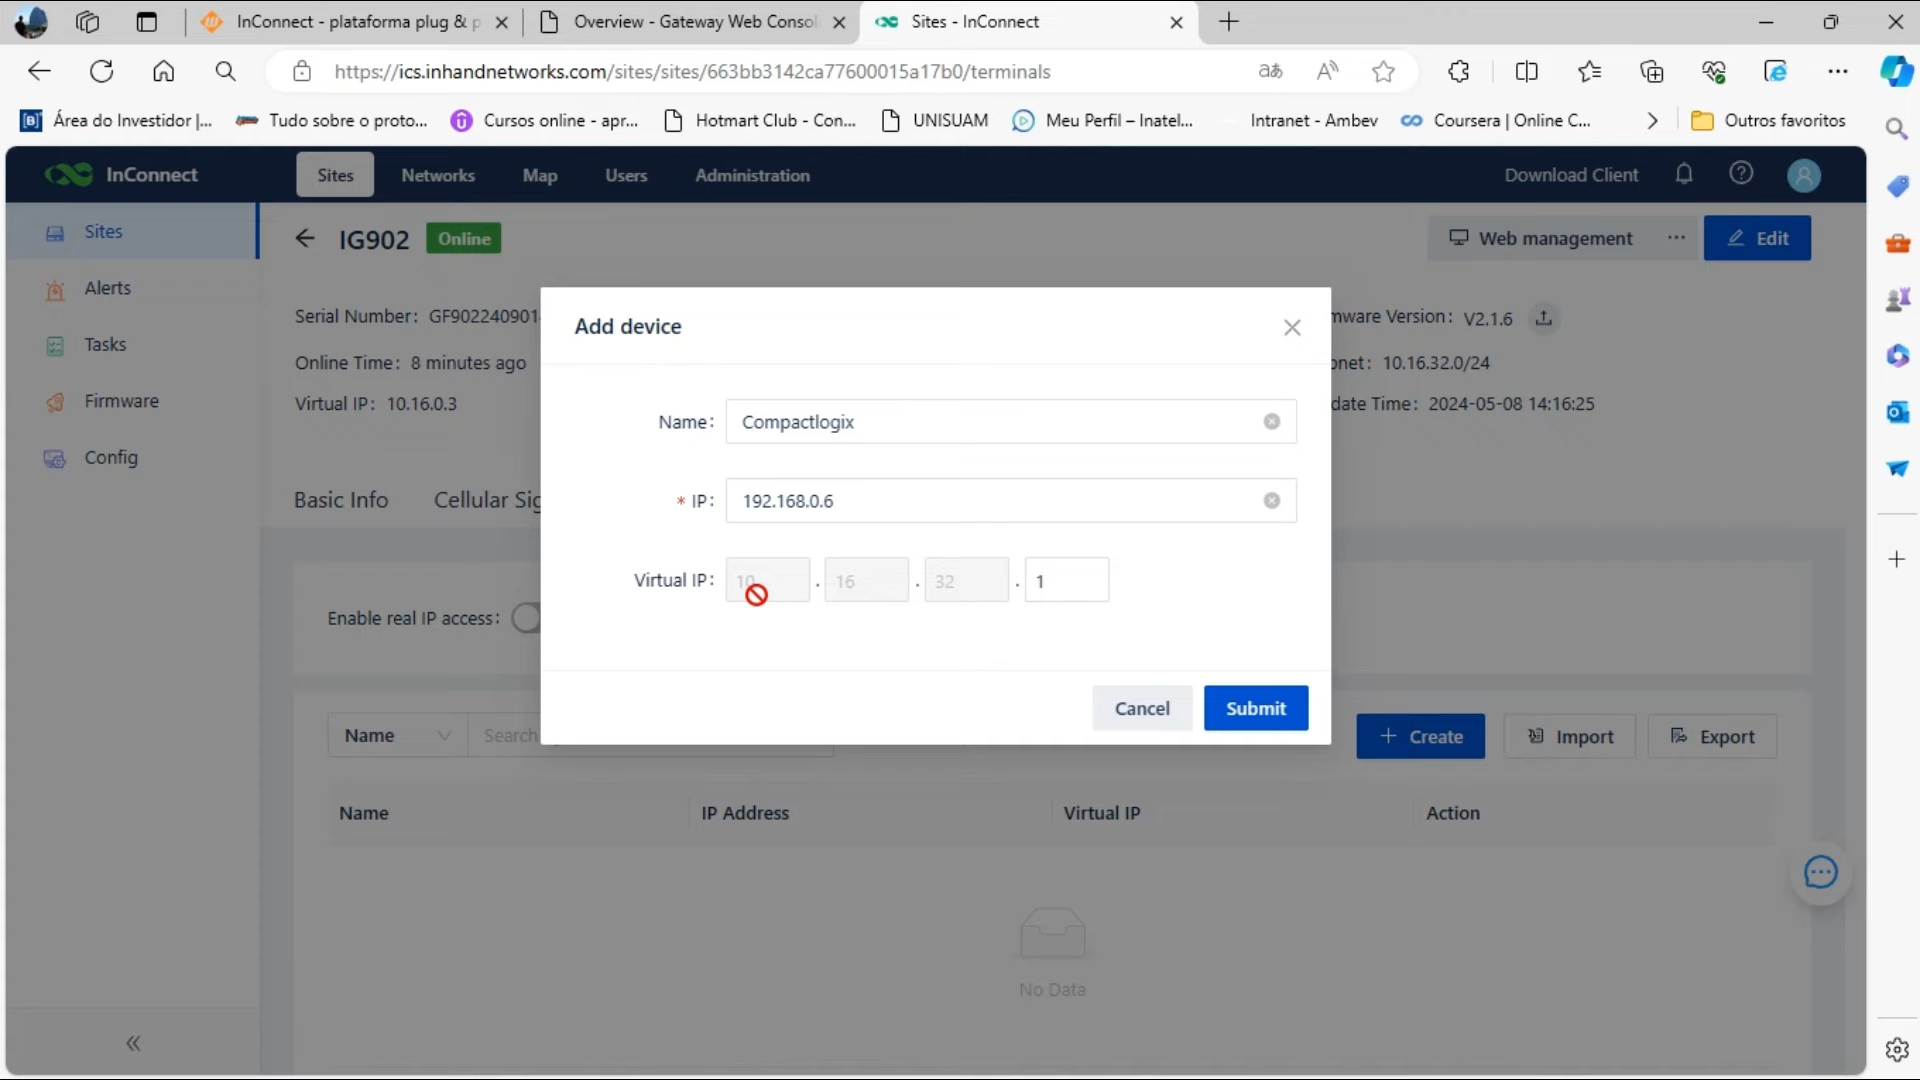 InConnect - plataforma plug & p
Overview - Gateway Web Consol
Sites - InConnect
https://ics.inhandnetworks.com/sites/sites/663bb3142ca77600015a17b0/terminals
Área do Investidor |...
Tudo sobre o proto...
Cursos online - apr...
Hotmart Club - Con...
UNISUAM
Meu Perfil – Inatel...
Intranet - Ambev
Coursera | Online C...
Outros favoritos
InConnect
Sites
Networks
Map
Users
Administration
Download Client
Sites
Alerts
Tasks
Firmware
Config
IG902
Online
Web management
...
Edit
Serial Number: GF902240901
mware Version: V2.1.6
Online Time: 8 minutes ago
onet: 10.16.32.0/24
Virtual IP: 10.16.0.3
date Time: 2024-05-08 14:16:25
Basic Info
Cellular Sig
Add device
Name: Compactlogix
* IP: 192.168.0.6
Virtual IP: 10 . 16 . 32 . 1
Cancel
Submit
Enable real IP access:
Name
Search
+ Create
Import
Export
Name
IP Address
Virtual IP
Action
No Data